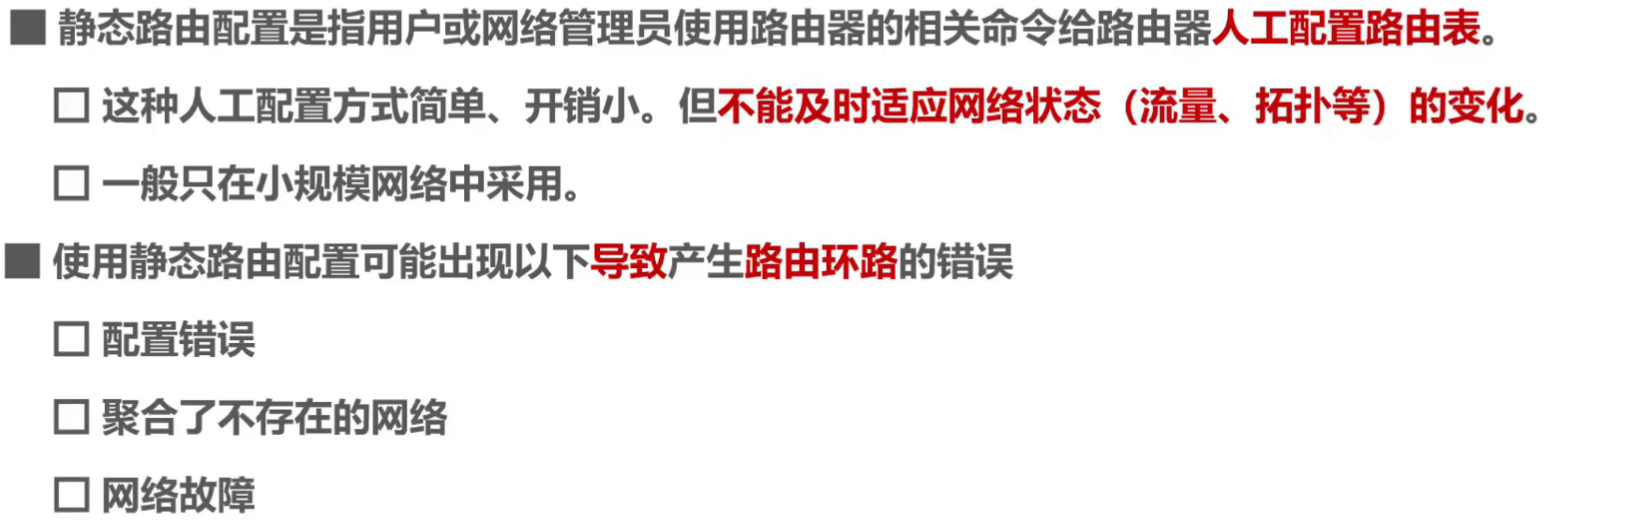 ■ 静态路由配置是指用户或网络管理员使用路由器的相关命令给路由器人工配置路由表。
□ 这种人工配置方式简单、开销小。但不能及时适应网络状态（流量、拓扑等）的变化。
□ 一般只在小规模网络中采用。
■ 使用静态路由配置可能出现以下导致产生路由环路的错误
□ 配置错误
□ 聚合了不存在的网络
□ 网络故障